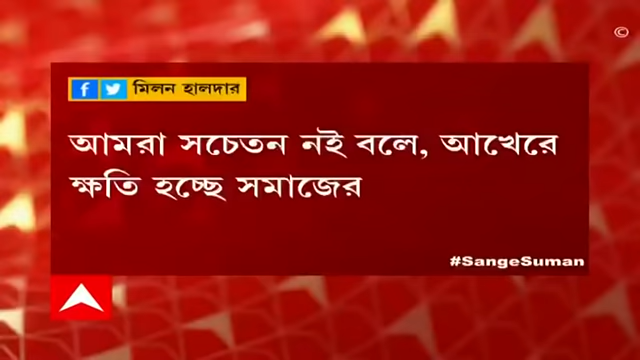 ©
মিলন হালদার
আমরা সচেতন নই বলে, আখেরে
ক্ষতি হচ্ছে সমাজের
#SangeSuman